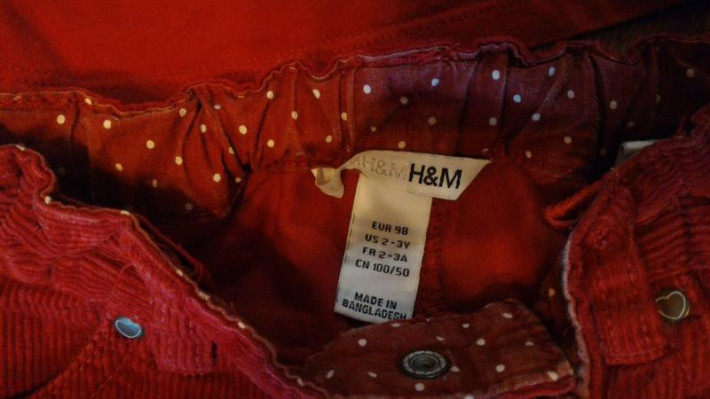 H&M H&M
EUR 98
US 2-3Y
FR 2-3A
CN 100/50
MADE IN
BANGLADESH